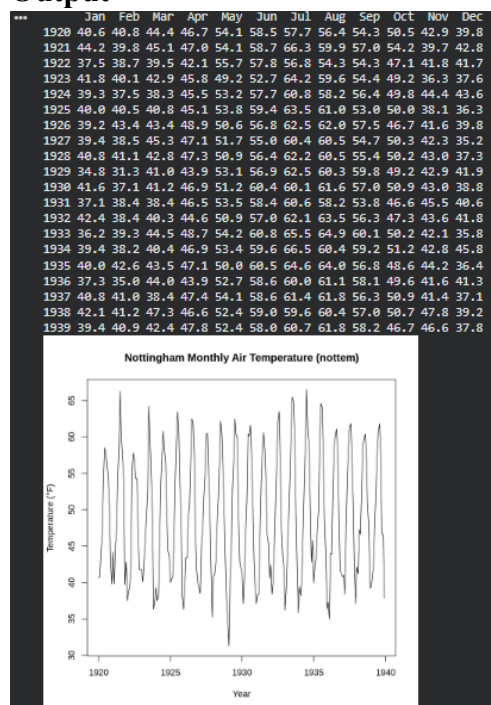 Output
     Jan  Feb  Mar  Apr  May  Jun  Jul  Aug  Sep  Oct  Nov  Dec
1920 40.6 40.8 44.4 46.7 54.1 58.5 57.7 56.4 54.3 50.5 42.9 39.8
1921 44.2 39.8 45.1 47.0 54.1 58.7 66.3 59.9 57.0 54.2 39.7 42.8
1922 37.5 38.7 39.5 42.1 55.7 57.8 56.8 54.3 54.3 47.1 41.8 41.7
1923 41.8 40.1 42.9 45.8 49.2 52.7 64.2 59.6 54.4 49.2 36.3 37.6
1924 39.3 37.5 38.3 45.5 53.2 57.7 60.8 58.2 56.4 49.8 44.4 43.6
1925 40.0 40.5 40.8 45.1 53.8 59.4 63.5 61.0 53.0 50.0 38.1 36.3
1926 39.2 43.4 43.4 48.9 50.6 56.8 62.5 62.0 57.5 46.7 41.6 39.8
1927 39.4 38.5 45.3 47.1 51.7 55.0 60.4 60.5 54.7 50.3 42.3 35.2
1928 40.8 41.1 42.8 47.3 50.9 56.4 62.2 60.5 55.4 50.2 43.0 37.3
1929 34.8 31.3 41.0 43.9 53.1 56.9 62.5 60.3 59.8 49.2 42.9 41.9
1930 41.6 37.1 41.2 46.9 51.2 60.4 60.1 61.6 57.0 50.9 43.0 38.8
1931 37.1 38.4 38.4 46.5 53.5 58.4 60.6 58.2 53.8 46.6 45.5 40.6
1932 42.4 38.4 40.3 44.6 50.9 57.0 62.1 63.5 56.3 47.3 43.6 41.8
1933 36.2 39.3 44.5 48.7 54.2 60.8 65.5 64.9 60.1 50.2 42.1 35.8
1934 39.4 38.2 40.4 46.9 53.4 59.6 66.5 60.4 59.2 51.2 42.8 45.8
1935 40.0 42.6 43.5 47.1 50.0 60.5 64.6 64.0 56.8 48.6 44.2 36.4
1936 37.3 35.0 44.0 43.9 52.7 58.6 60.0 61.1 58.1 49.6 41.6 41.3
1937 40.8 41.0 38.4 47.4 54.1 58.6 61.4 61.8 56.3 50.9 41.4 37.1
1938 42.1 41.2 47.3 46.6 52.4 59.0 59.6 60.4 57.0 50.7 47.8 39.2
1939 39.4 40.9 42.4 47.8 52.4 58.0 60.7 61.8 58.2 46.7 46.6 37.8
Nottingham Monthly Air Temperature (nottem)
Temperature (°F)
65
60
55
50
45
40
35
30
1920 1925 1930 1935 1940
Year